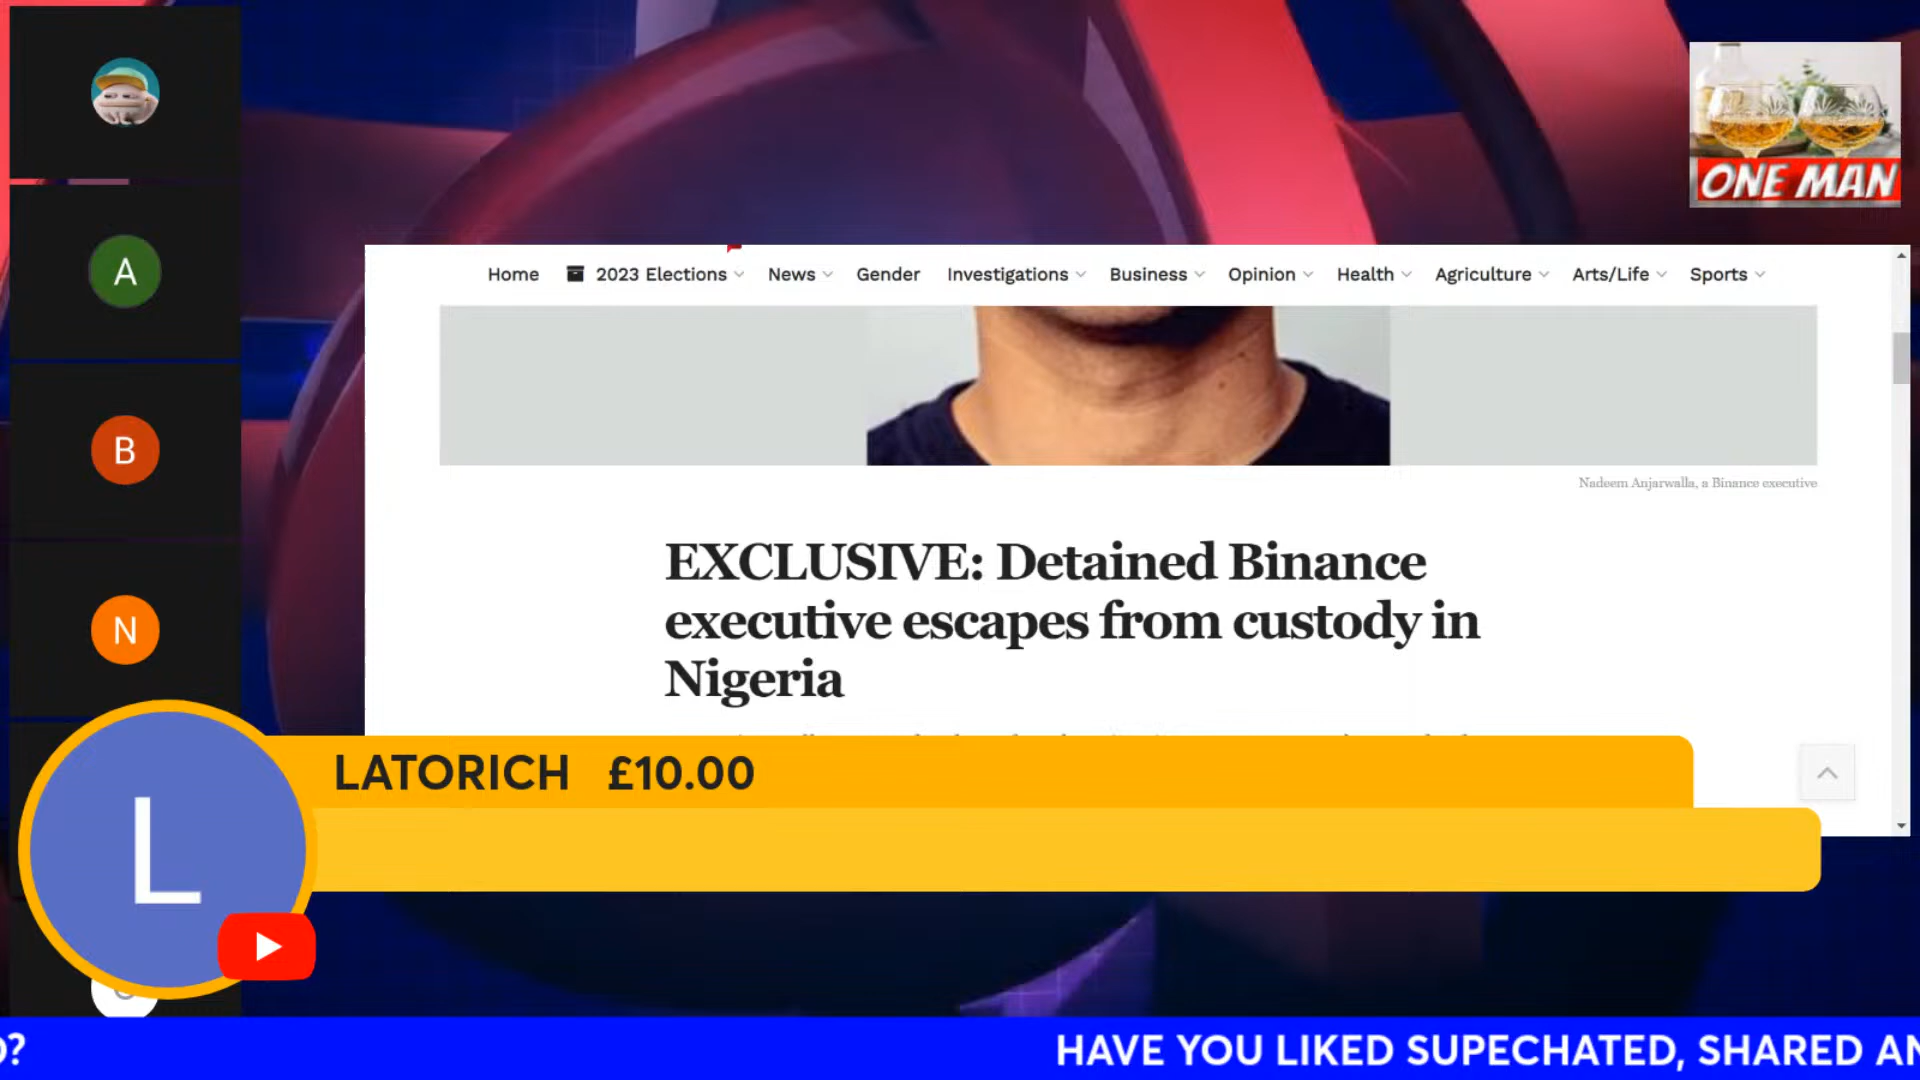 ONE MAN
A
B
N
Home 2023 Elections News Gender Investigations Business Opinion Health Agriculture Arts/Life Sports
Nadeem Anjarwalla, a Binance executive
EXCLUSIVE: Detained Binance
executive escapes from custody in
Nigeria
LATORICH £10.00
L
? HAVE YOU LIKED SUPECHATED, SHARED AN